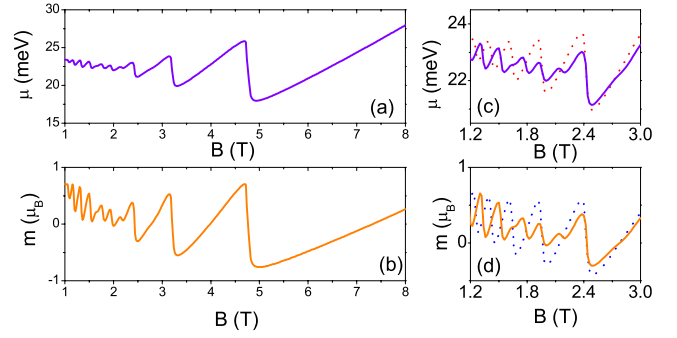 30
25
20
15
μ (meV)
(a)
1 2 3 4 5 6 7 8
B (T)
24
22
μ (meV)
(c)
1.2 1.8 2.4 3.0
B (T)
1
0
-1
m (μB)
(b)
1 2 3 4 5 6 7 8
B (T)
1
0
m (μB)
(d)
1.2 1.8 2.4 3.0
B (T)